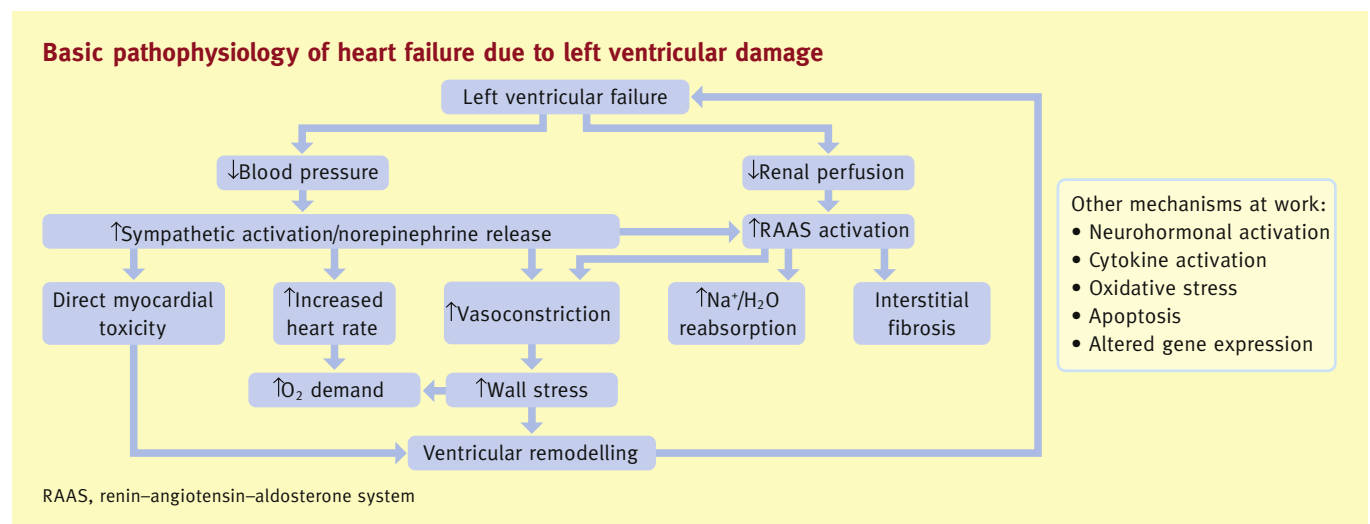 Basic pathophysiology of heart failure due to left ventricular damage
Left ventricular failure
↓Blood pressure
↓Renal perfusion
↑Sympathetic activation/norepinephrine release
↑RAAS activation
Direct myocardial
toxicity
↑Increased
heart rate
↑Vasoconstriction
↑Na⁺/H₂O
reabsorption
Interstitial
fibrosis
↑O₂ demand
↑Wall stress
Ventricular remodelling
Other mechanisms at work:
• Neurohormonal activation
• Cytokine activation
• Oxidative stress
• Apoptosis
• Altered gene expression
RAAS, renin–angiotensin–aldosterone system